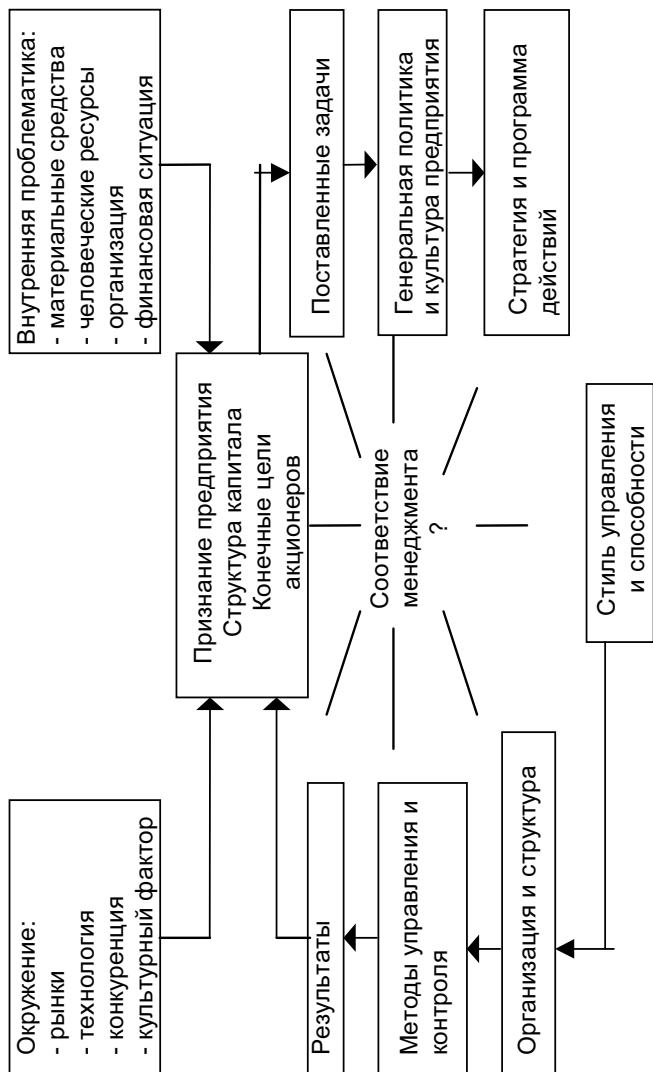 Окружение:
- рынки
- технология
- конкуренция
- культурный фактор
Внутренняя проблематика:
- материальные средства
- человеческие ресурсы
- организация
- финансовая ситуация
Признание предприятия
Структура капитала
Конечные цели
акционеров
Результаты
Поставленные задачи
Методы управления и
контроля
Соответствие
менеджмента
?
Генеральная политика
и культура предприятия
Организация и структура
Стратегия и программа
действий
Стиль управления
и способности